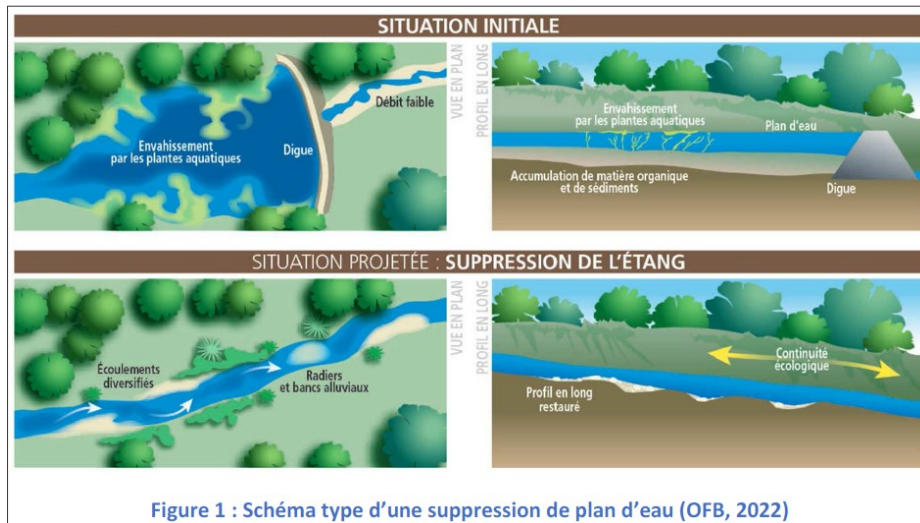 SITUATION INITIALE
Envahissement
par les plantes aquatiques
Digue
Débit faible
VUE EN PLAN
PROFIL EN LONG
Envahissement
par les plantes aquatiques
Plan d'eau
Accumulation de matière organique
et de sédiments
Digue
SITUATION PROJETÉE : SUPPRESSION DE L'ÉTANG
Écoulements
diversifiés
Radiers
et bancs alluviaux
VUE EN PLAN
PROFIL EN LONG
Continuité
écologique
Profil en long
restauré
Figure 1 : Schéma type d'une suppression de plan d'eau (OFB, 2022)